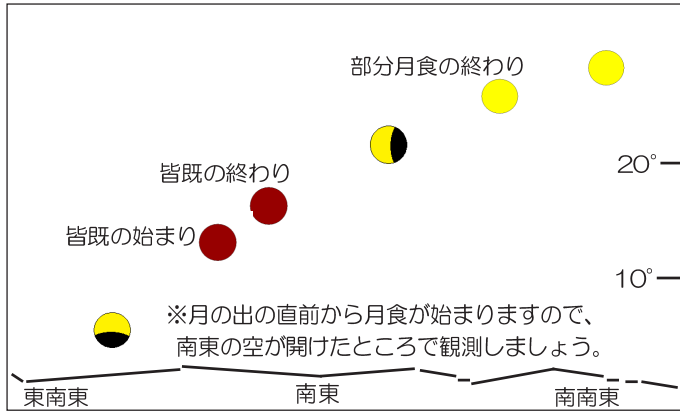 部分月食の終わり
20°
皆既の終わり
皆既の始まり
10°
※月の出の直前から月食が始まりますので、
南東の空が開けたところで観測しましょう。
東南東
南東
南南東